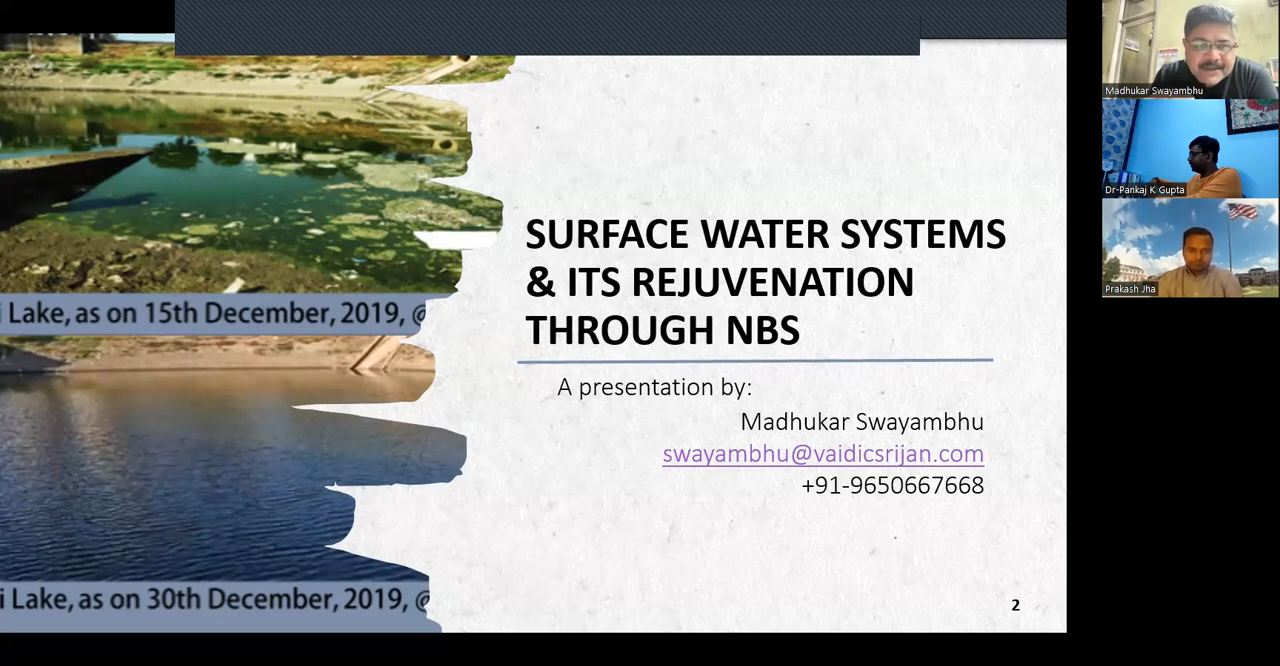 SURFACE WATER SYSTEMS
& ITS REJUVENATION
THROUGH NBS
A presentation by:
Madhukar Swayambhu
swayambhu@vaidicsrijan.com
+91-9650667668
2
i Lake, as on 15th December, 2019, @
i Lake, as on 30th December, 2019, @
Madhukar Swayambhu
Dr-Pankaj K Gupta
Prakash Jha